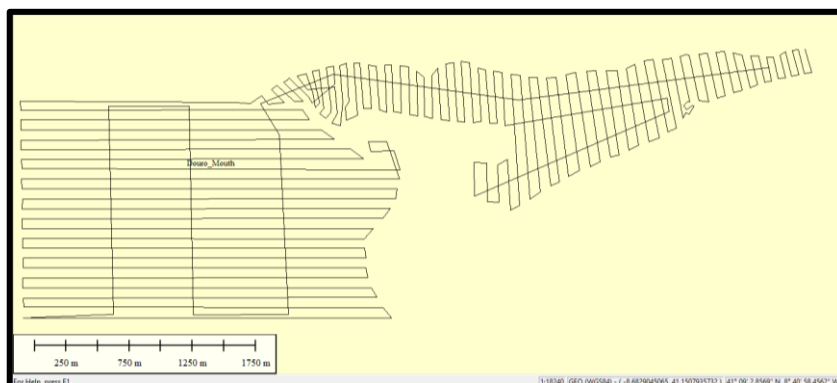 Douro_Mouth
250 m 750 m 1250 m 1750 m
For Help, press F1
1:18240 GEO (WGS84) - ( -8.6829045065, 41.1507935732 ) 41° 09' 2.8569" N, 8° 40' 58.4562" W